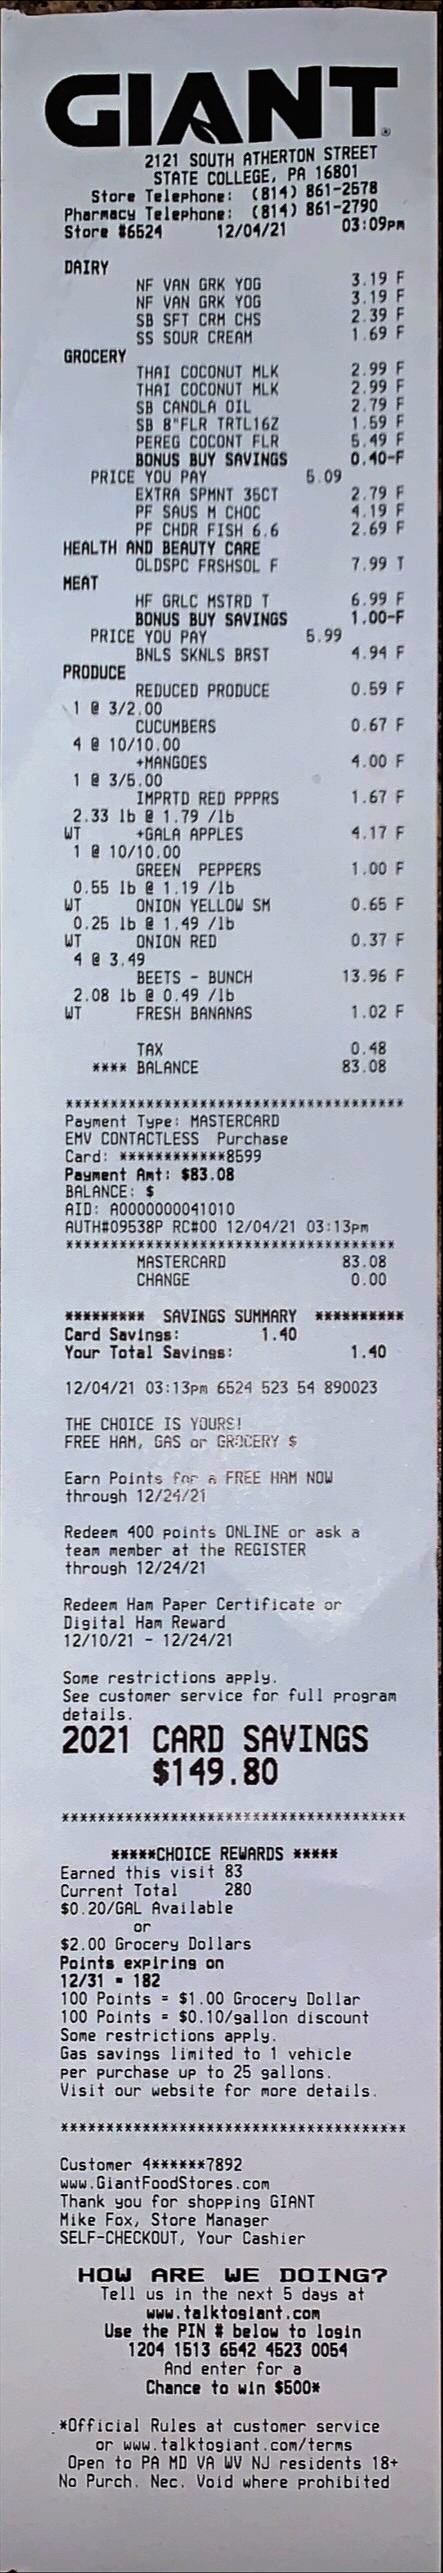 GIANT®
2121 SOUTH ATHERTON STREET
STATE COLLEGE, PA 16801
Store Telephone: (814) 861-2578
Pharmacy Telephone: (814) 861-2790
Store #6524 12/04/21 03:09pm
DAIRY
NF VAN GRK YOG 3.19 F
NF VAN GRK YOG 3.19 F
SB SFT CRM CHS 2.39 F
SS SOUR CREAM 1.69 F
GROCERY
THAI COCONUT MLK 2.99 F
THAI COCONUT MLK 2.99 F
SB CANOLA OIL 2.79 F
SB 8"FLR TRTL16Z 1.59 F
PEREG COCONT FLR 5.49 F
BONUS BUY SAVINGS 0.40-F
PRICE YOU PAY 5.09
EXTRA SPMNT 35CT 2.79 F
PF SAUS M CHOC 4.19 F
PF CHDR FISH 6.6 2.69 F
HEALTH AND BEAUTY CARE
OLDSPC FRSHSOL F 7.99 T
MEAT
HF GRLC MSTRD T 6.99 F
BONUS BUY SAVINGS 1.00-F
PRICE YOU PAY 5.99
BNLS SKNLS BRST 4.94 F
PRODUCE
REDUCED PRODUCE 0.59 F
1 @ 3/2.00
CUCUMBERS 0.67 F
4 @ 10/10.00
+MANGOES 4.00 F
1 @ 3/5.00
IMPRTD RED PPPRS 1.67 F
2.33 lb @ 1.79 /lb
WT +GALA APPLES 4.17 F
1 @ 10/10.00
GREEN PEPPERS 1.00 F
0.55 lb @ 1.19 /lb
WT ONION YELLOW SM 0.65 F
0.25 lb @ 1.49 /lb
WT ONION RED 0.37 F
4 @ 3.49
BEETS - BUNCH 13.96 F
2.08 lb @ 0.49 /lb
WT FRESH BANANAS 1.02 F
TAX 0.48
**** BALANCE 83.08
***************************************
Payment Type: MASTERCARD
EMV CONTACTLESS Purchase
Card: ************8599
Payment Amt: $83.08
BALANCE: $
AID: A0000000041010
AUTH#09538P RC#00 12/04/21 03:13pm
**************************************
MASTERCARD 83.08
CHANGE 0.00
********* SAVINGS SUMMARY **********
Card Savings: 1.40
Your Total Savings: 1.40
12/04/21 03:13pm 6524 523 54 890023
THE CHOICE IS YOURS!
FREE HAM, GAS or GROCERY $
Earn Points for a FREE HAM NOW
through 12/24/21
Redeem 400 points ONLINE or ask a
team member at the REGISTER
through 12/24/21
Redeem Ham Paper Certificate or
Digital Ham Reward
12/10/21 - 12/24/21
Some restrictions apply.
See customer service for full program
details.
2021 CARD SAVINGS
$149.80
***************************************
*****CHOICE REWARDS *****
Earned this visit 83
Current Total 280
$0.20/GAL Available
or
$2.00 Grocery Dollars
Points expiring on
12/31 = 182
100 Points = $1.00 Grocery Dollar
100 Points = $0.10/gallon discount
Some restrictions apply.
Gas savings limited to 1 vehicle
per purchase up to 25 gallons.
Visit our website for more details.
***************************************
Customer 4******7892
www.GiantFoodStores.com
Thank you for shopping GIANT
Mike Fox, Store Manager
SELF-CHECKOUT, Your Cashier
HOW ARE WE DOING?
Tell us in the next 5 days at
www.talktogiant.com
Use the PIN # below to login
1204 1513 6542 4523 0054
And enter for a
Chance to win $500*
*Official Rules at customer service
or www.talktogiant.com/terms
Open to PA MD VA WV NJ residents 18+
No Purch. Nec. Void where prohibited